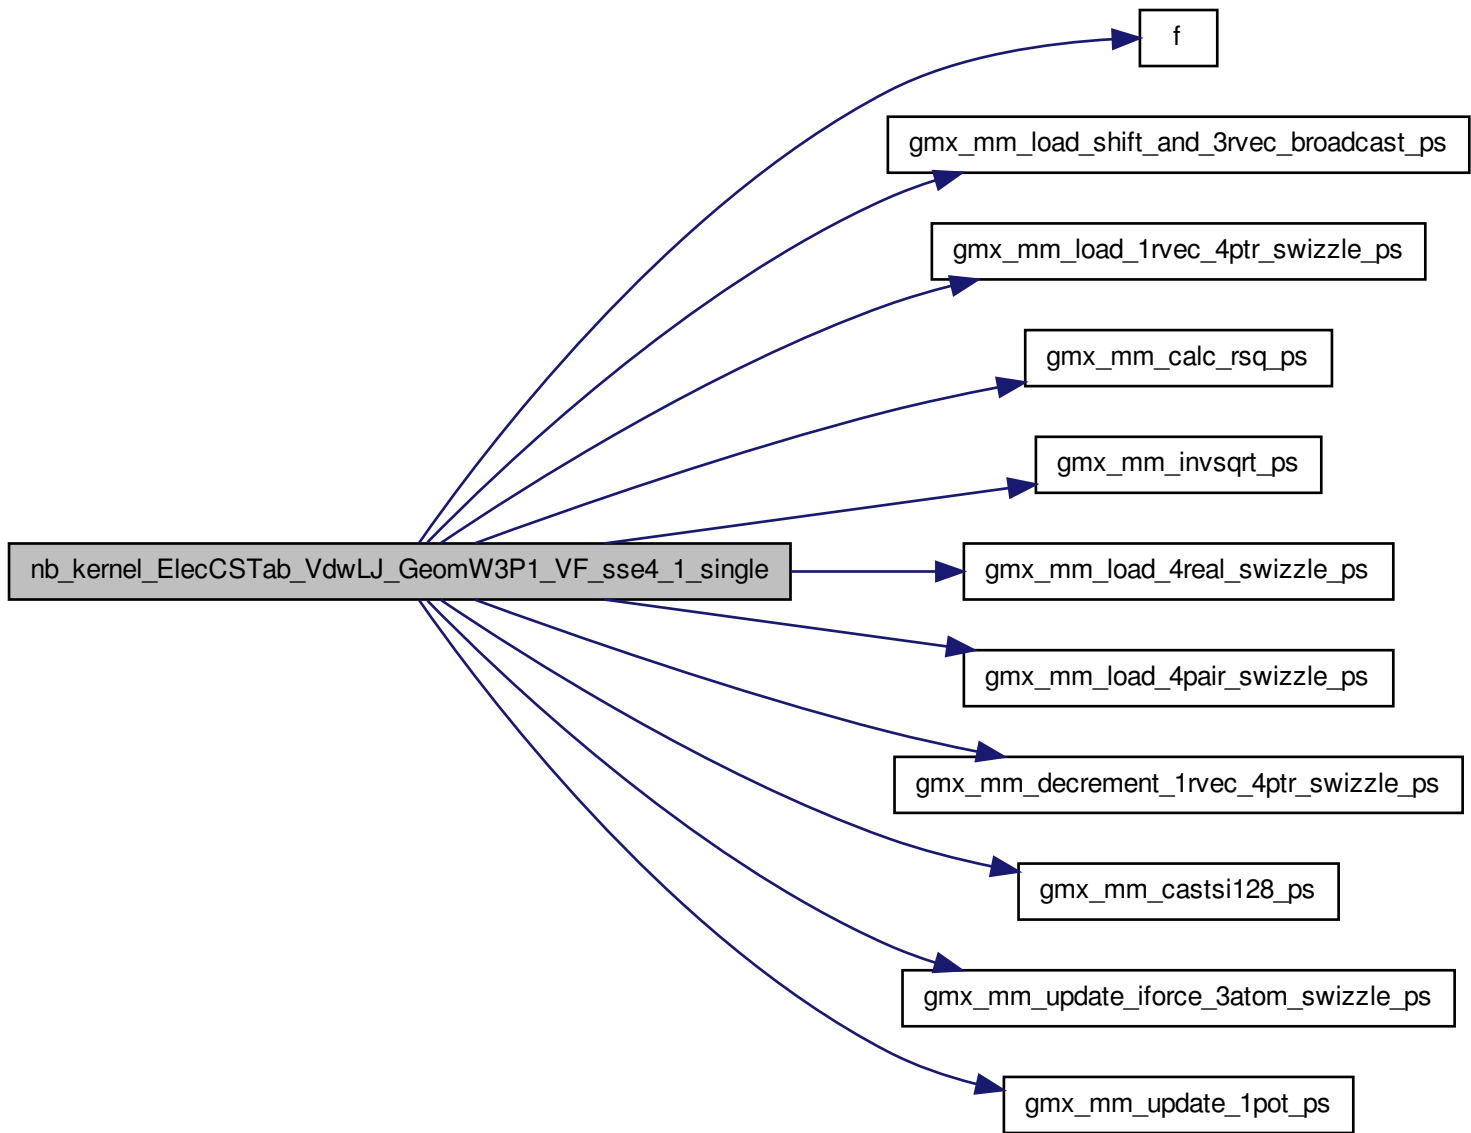 f
gmx_mm_load_shift_and_3rvec_broadcast_ps
gmx_mm_load_1rvec_4ptr_swizzle_ps
gmx_mm_calc_rsq_ps
gmx_mm_invsqrt_ps
nb_kernel_ElecCSTab_VdwLJ_GeomW3P1_VF_sse4_1_single
gmx_mm_load_4real_swizzle_ps
gmx_mm_load_4pair_swizzle_ps
gmx_mm_decrement_1rvec_4ptr_swizzle_ps
gmx_mm_castsi128_ps
gmx_mm_update_iforce_3atom_swizzle_ps
gmx_mm_update_1pot_ps